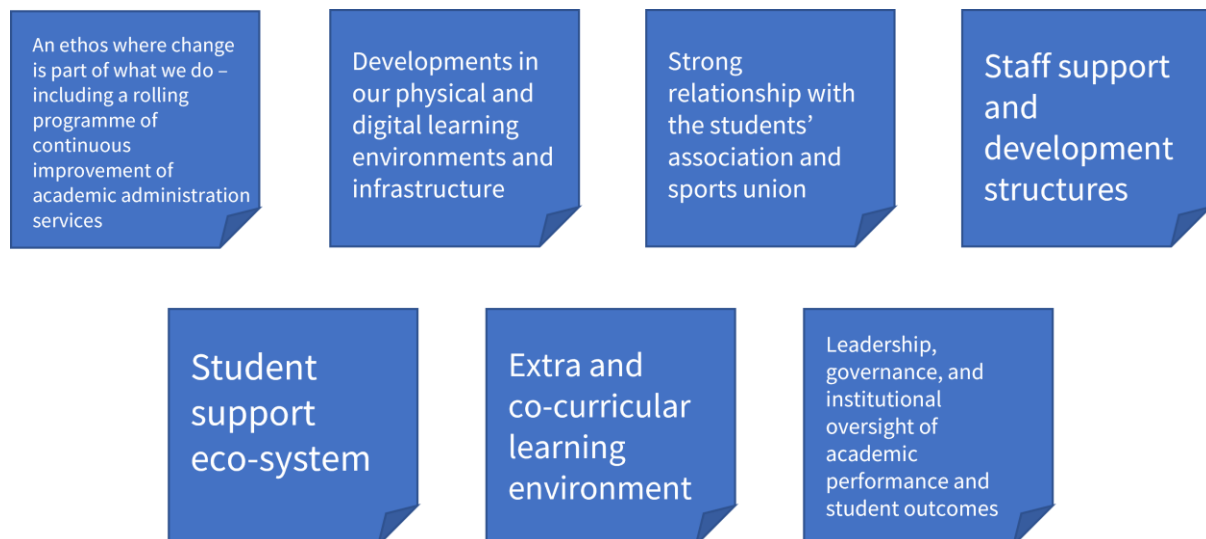 An ethos where change
is part of what we do –
including a rolling
programme of
continuous
improvement of
academic administration
services
Developments in
our physical and
digital learning
environments and
infrastructure
Strong
relationship with
the students’
association and
sports union
Staff support
and
development
structures
Student
support
eco-system
Extra and
co-curricular
learning
environment
Leadership,
governance, and
institutional
oversight of
academic
performance and
student outcomes